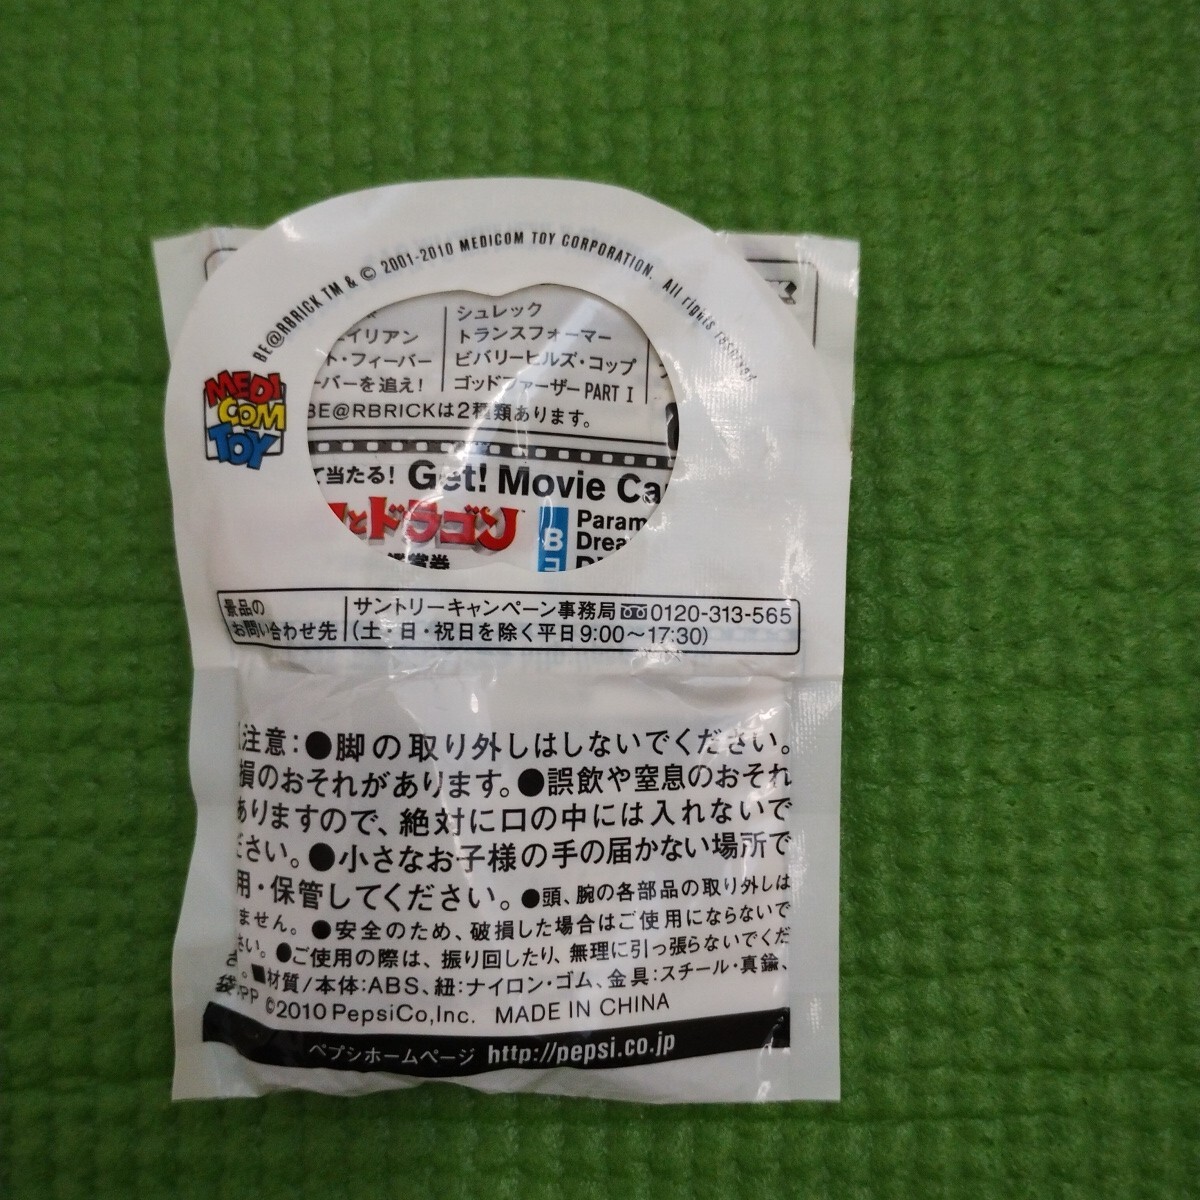 BE@RBRICK TM & © 2001-2010 MEDICOM TOY CORPORATION. All rights reserved
MEDI
COM
TOY
イリアン
ト・フィーバー
ーバーを追え!
シュレック
トランスフォーマー
ビバリーヒルズ・コップ
ゴッドファーザー PART I
BE@RBRICKは2種類あります。
て当たる! Get! Movie Ca
とドラゴン
鑑賞券
B
コ
Param
Drea
景品の
お問い合わせ先
サントリーキャンペーン事務局 0120-313-565
(土・日・祝日を除く平日9:00〜17:30)
注意:●脚の取り外しはしないでください。
損のおそれがあります。●誤飲や窒息のおそれ
ありますので、絶対に口の中には入れないで
ださい。●小さなお子様の手の届かない場所で
用・保管してください。●頭、腕の各部品の取り外しは
ません。●安全のため、破損した場合はご使用にならないで
さい。●ご使用の際は、振り回したり、無理に引っ張らないでくだ
さ。■材質/本体:ABS、紐:ナイロン・ゴム、金具:スチール・真鍮、
袋:PP ©2010 PepsiCo,Inc. MADE IN CHINA
ペプシホームページ http://pepsi.co.jp